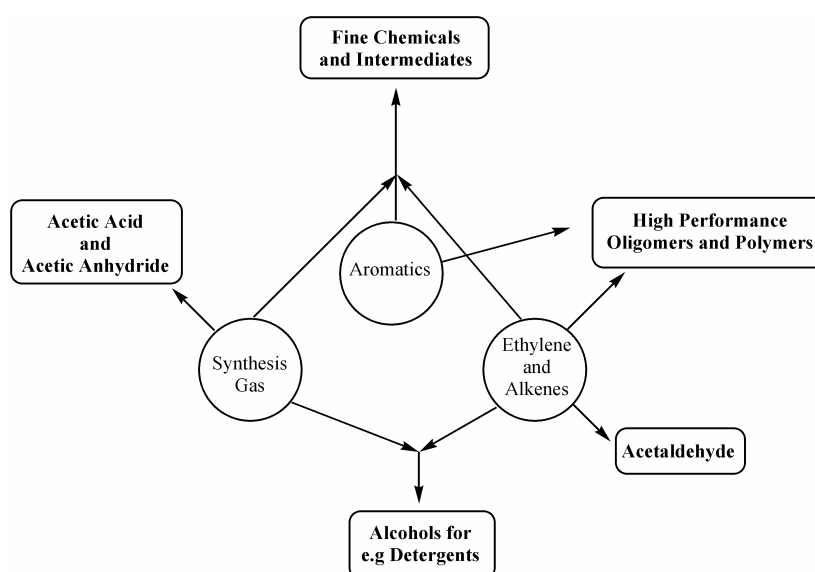 Fine Chemicals
and Intermediates
Acetic Acid
and
Acetic Anhydride
High Performance
Oligomers and Polymers
Aromatics
Synthesis
Gas
Ethylene
and
Alkenes
Acetaldehyde
Alcohols for
e.g Detergents